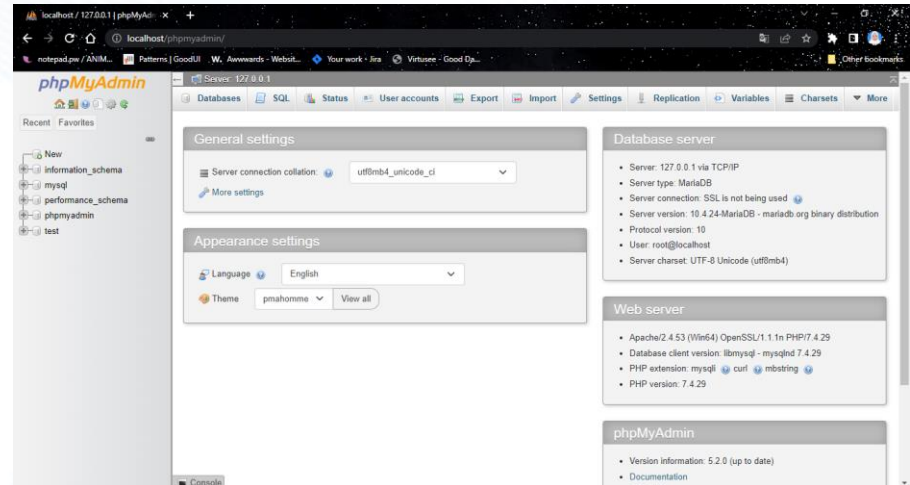 localhost / 127.0.0.1 | phpMyAd
localhost/phpmyadmin/
notepad.pw / ANIM...
Patterns | GoodUI
Awwwards - Websit...
Your work - Jira
Virtusee - Good Da...
Other bookmarks
phpMyAdmin
Recent Favorites
New
information_schema
mysql
performance_schema
phpmyadmin
test
Server: 127.0.0.1
Databases SQL Status User accounts Export Import Settings Replication Variables Charsets More
General settings
Server connection collation: utf8mb4_unicode_ci
More settings
Appearance settings
Language English
Theme pmahomme View all
Console
Database server
Server: 127.0.0.1 via TCP/IP
Server type: MariaDB
Server connection: SSL is not being used
Server version: 10.4.24-MariaDB - mariadb.org binary distribution
Protocol version: 10
User: root@localhost
Server charset: UTF-8 Unicode (utf8mb4)
Web server
Apache/2.4.53 (Win64) OpenSSL/1.1.1n PHP/7.4.29
Database client version: libmysql - mysqlnd 7.4.29
PHP extension: mysqli curl mbstring
PHP version: 7.4.29
phpMyAdmin
Version information: 5.2.0 (up to date)
Documentation